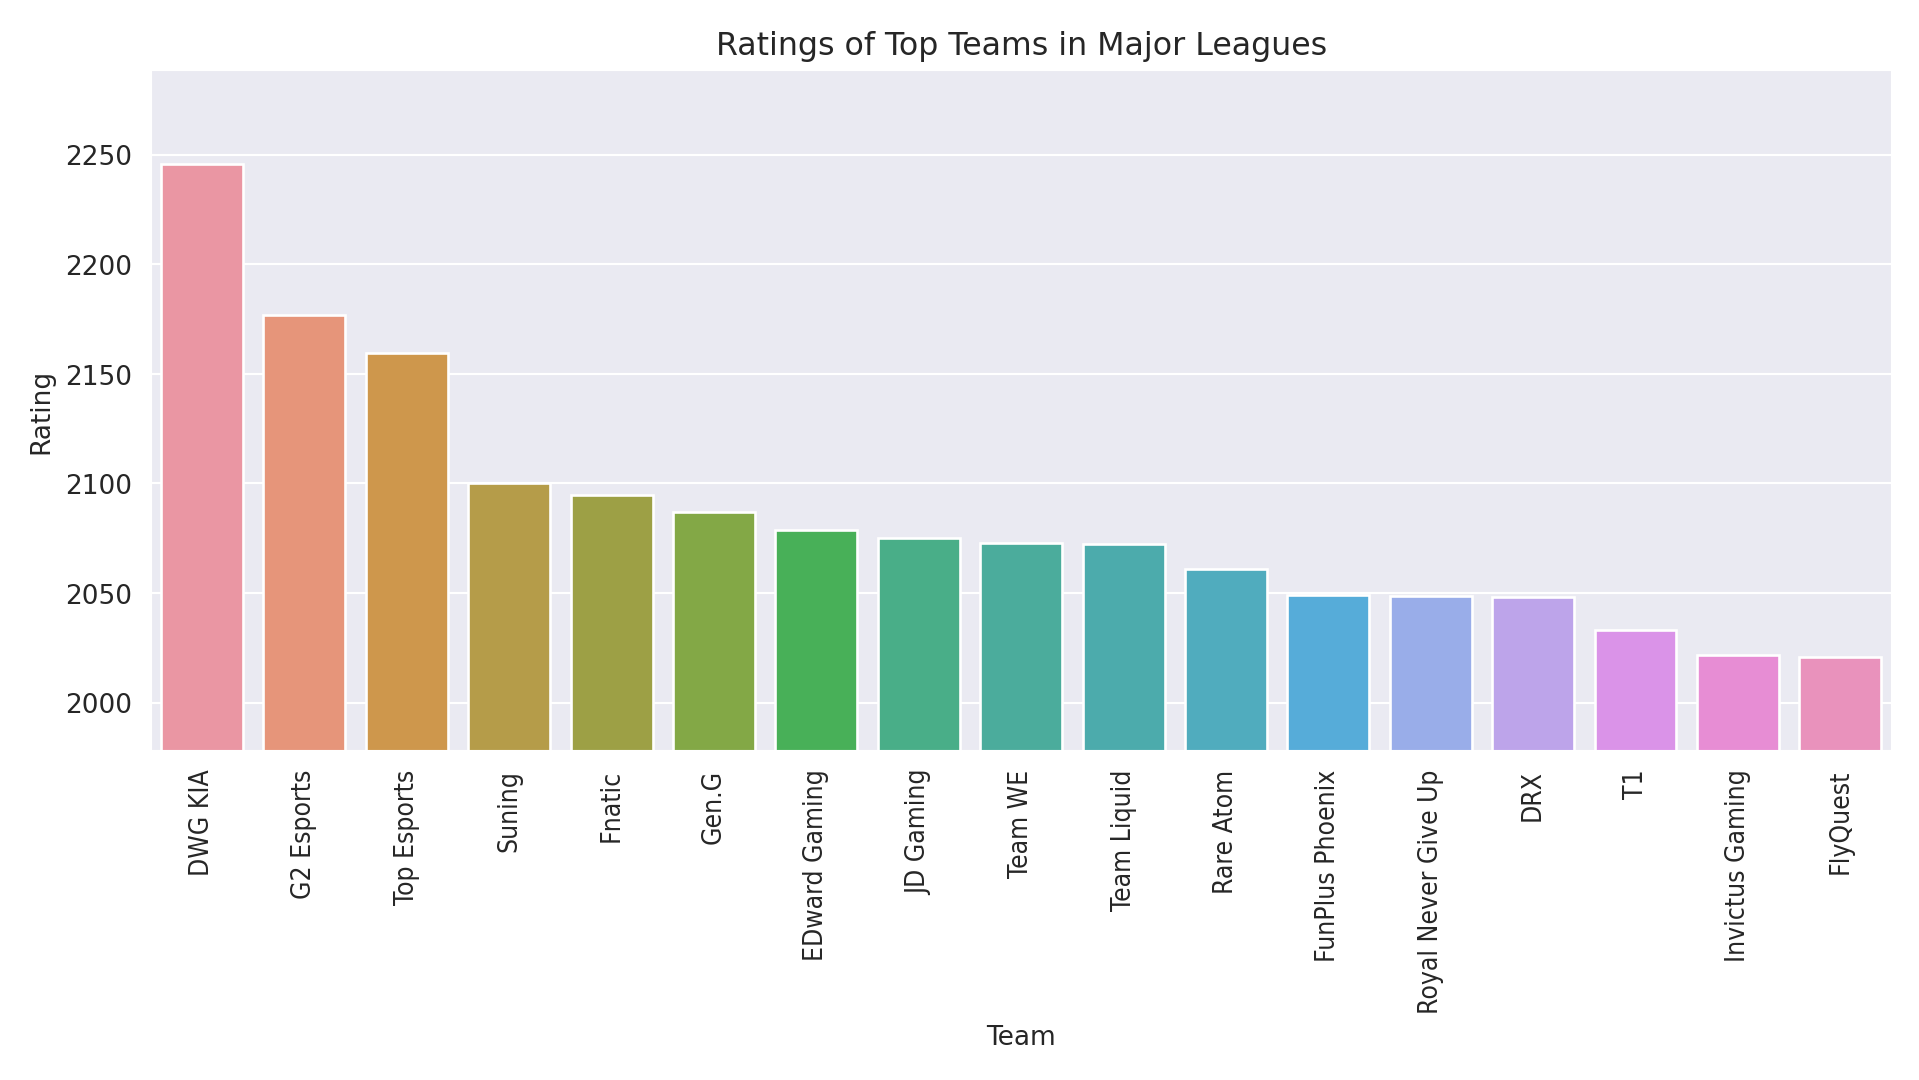 Ratings of Top Teams in Major Leagues
Rating
2250
2200
2150
2100
2050
2000
DWG KIA
G2 Esports
Top Esports
Suning
Fnatic
Gen.G
EDward Gaming
JD Gaming
Team WE
Team Liquid
Rare Atom
FunPlus Phoenix
Royal Never Give Up
DRX
T1
Invictus Gaming
FlyQuest
Team